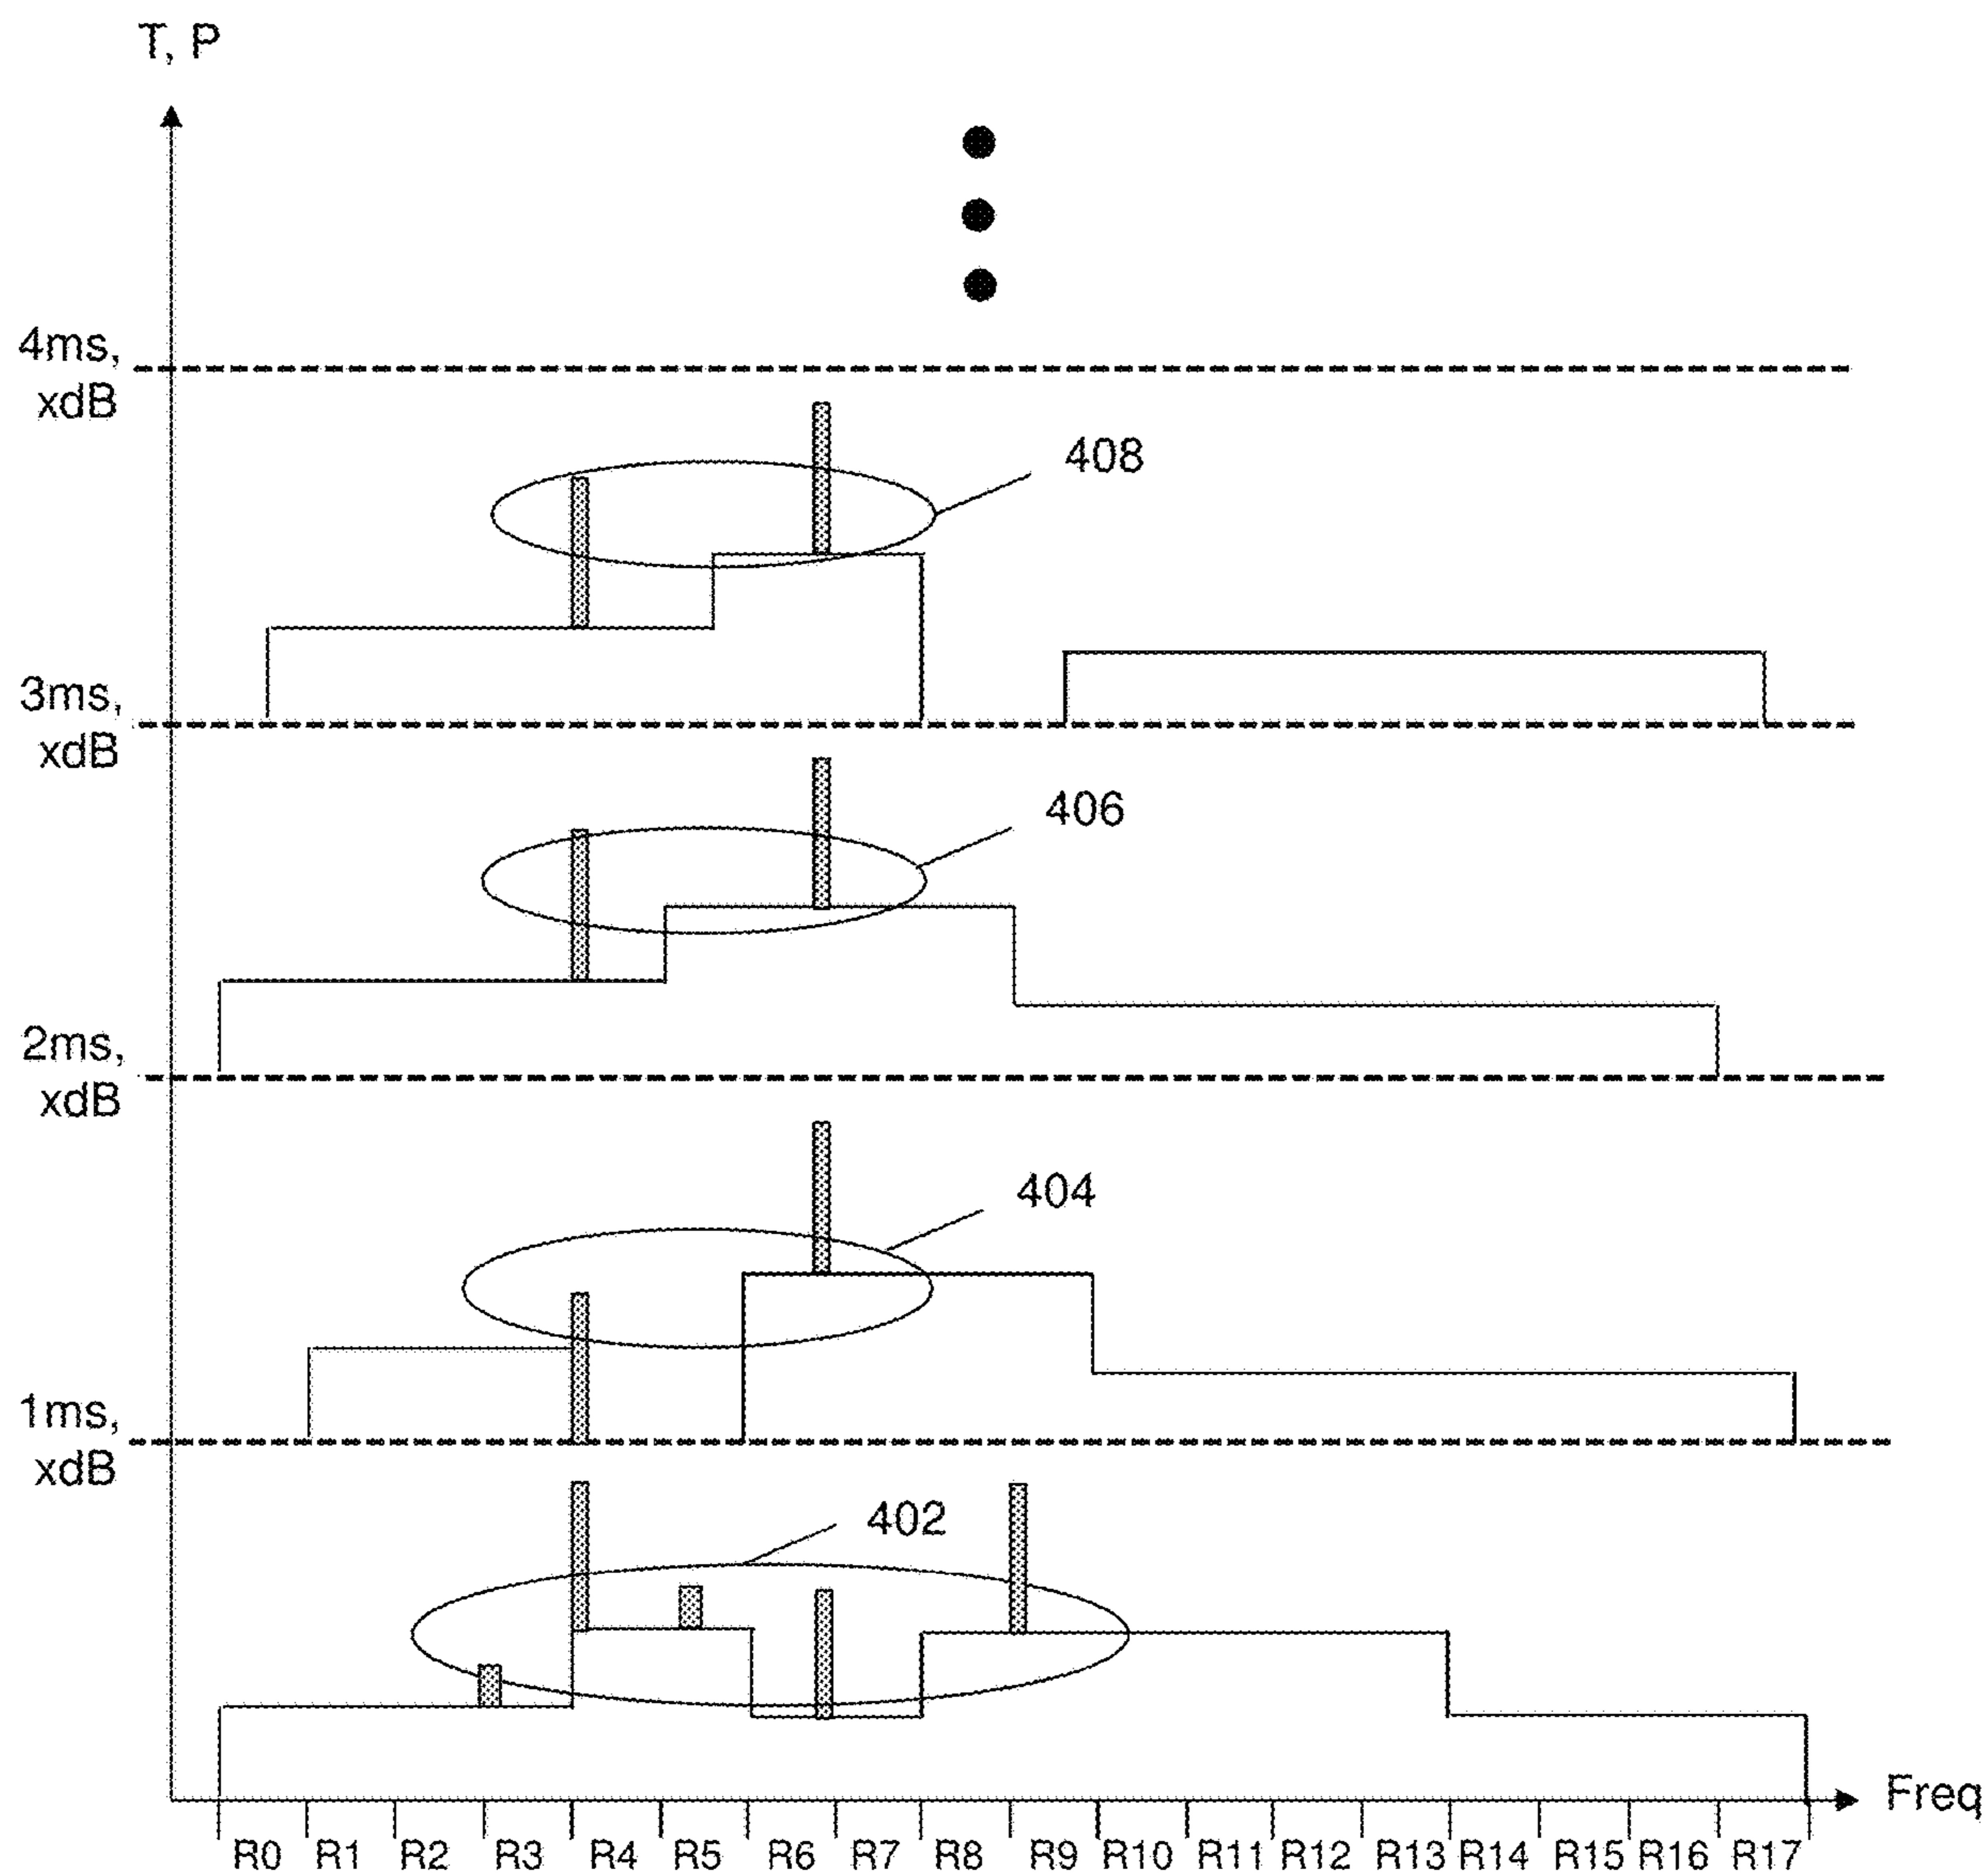 T, P
4ms,
xdB
408
3ms,
xdB
406
2ms,
xdB
404
1ms,
xdB
402
Freq
R0 R1 R2 R3 R4 R5 R6 R7 R8 R9 R10 R11 R12 R13 R14 R15 R16 R17